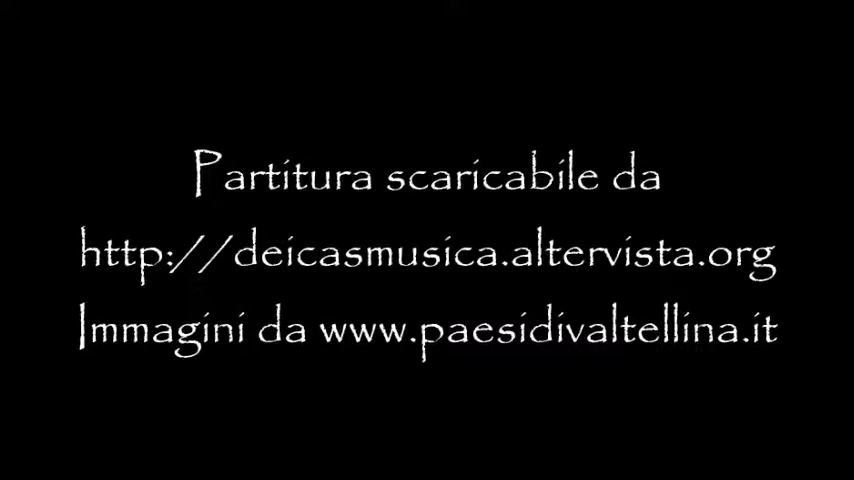 Partitura scaricabile da
http://deicasmusica.altervista.org
Immagini da www.paesidivaltellina.it